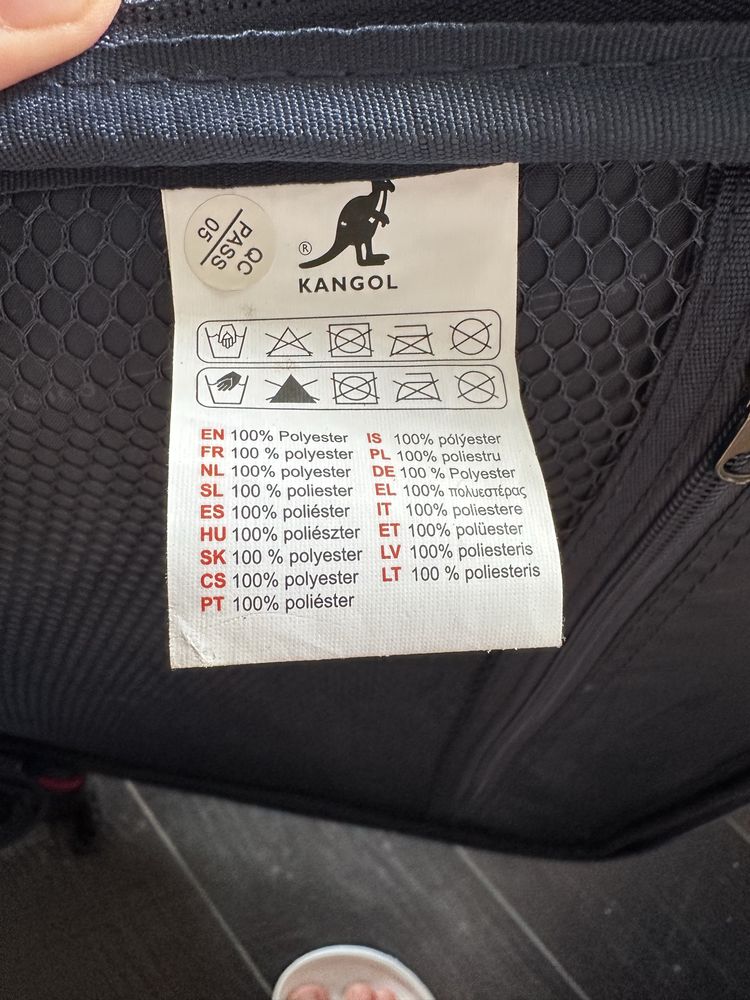 QC
PASS
05
®
KANGOL
EN 100% Polyester
FR 100 % polyester
NL 100% polyester
SL 100 % poliester
ES 100% poliéster
HU 100% poliészter
SK 100 % polyester
CS 100% polyester
PT 100% poliéster
IS 100% pólýester
PL 100% poliestru
DE 100 % Polyester
EL 100% πολυεστέρας
IT 100% poliestere
ET 100% polüester
LV 100% poliesteris
LT 100 % poliesteris